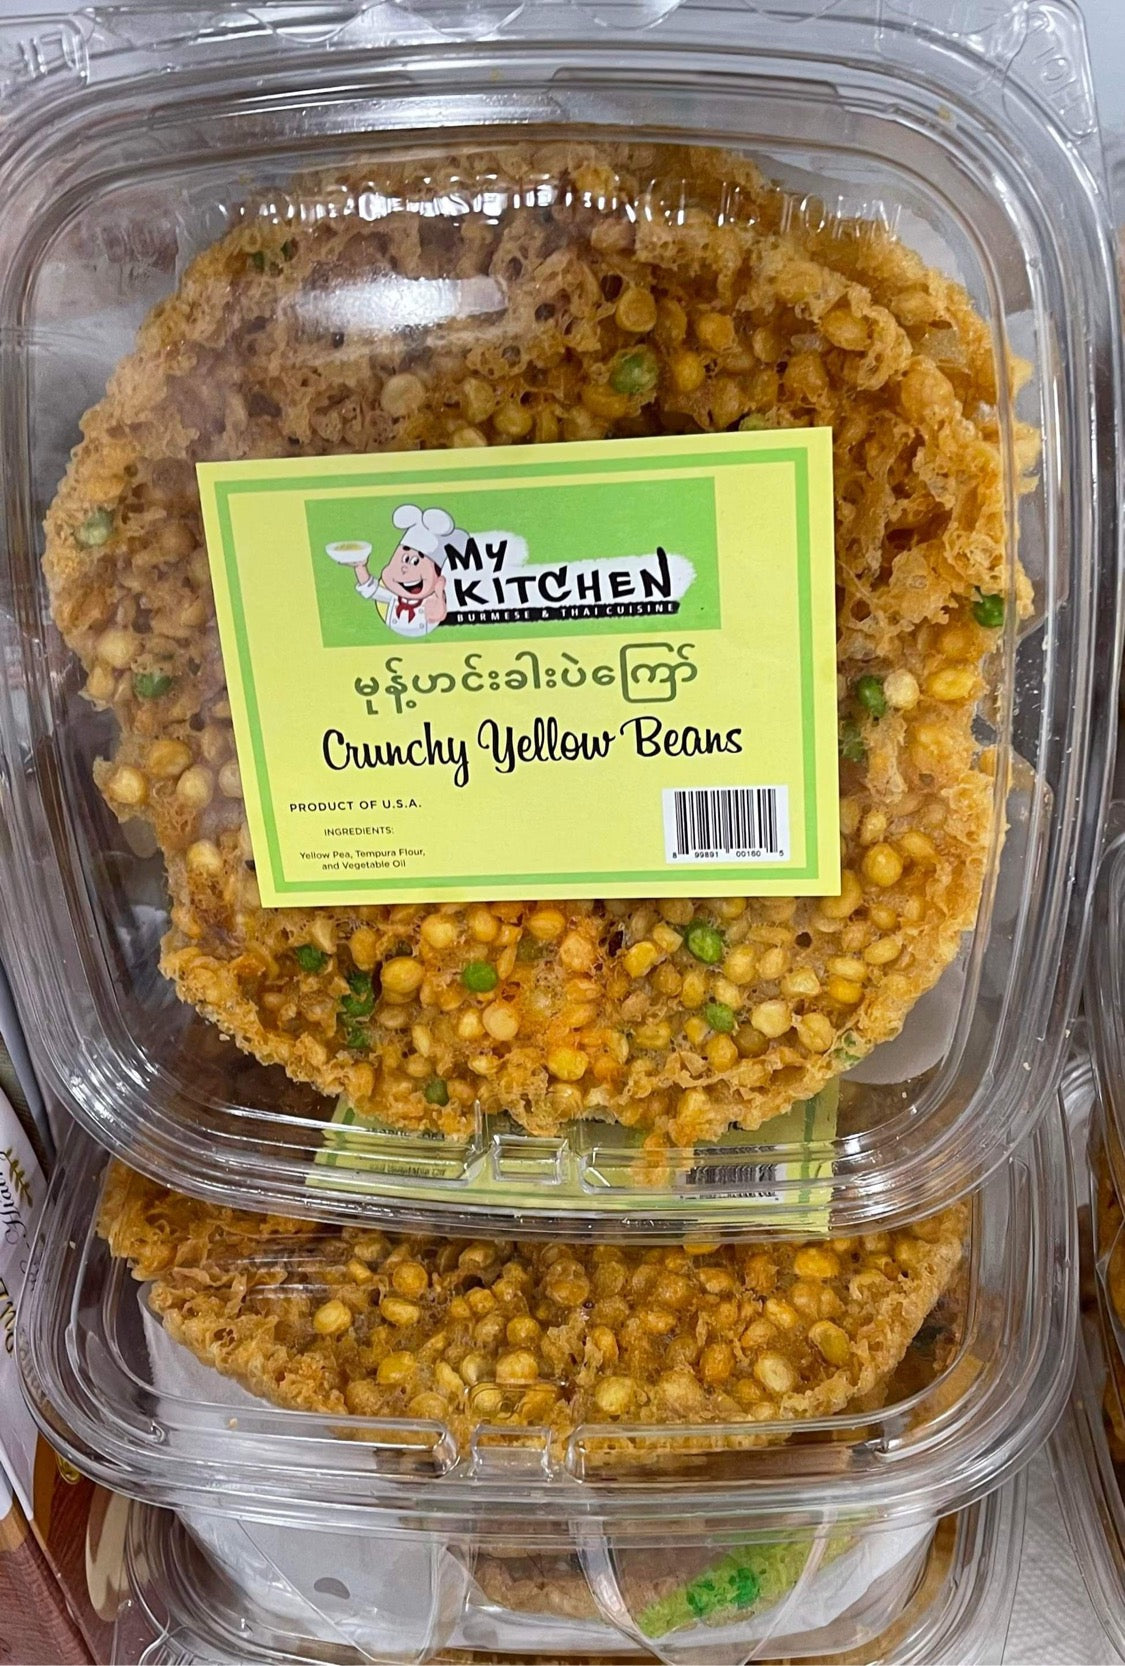 MY
KITCHEN
BURMESE & THAI CUISINE
မုန့်ဟင်းခါးပဲကြော်
Crunchy Yellow Beans
PRODUCT OF U.S.A.
INGREDIENTS:
Yellow Pea, Tempura Flour,
and Vegetable Oil
8 99891 00160 5